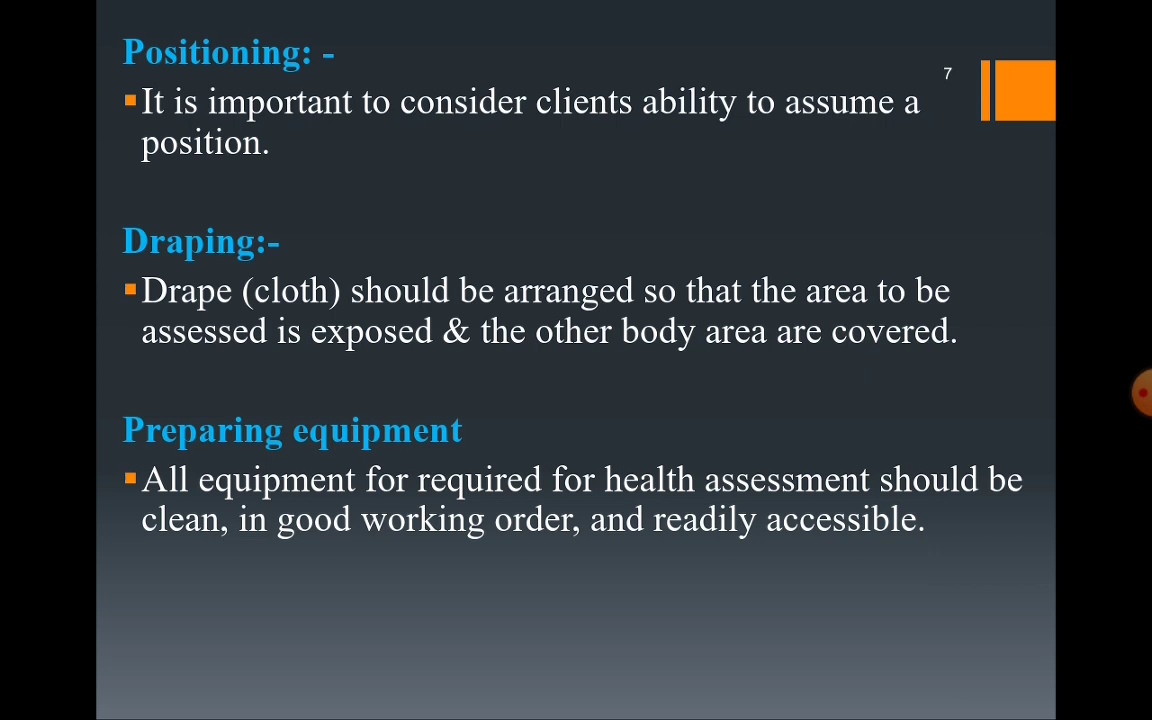 Positioning: -
7
It is important to consider clients ability to assume a
position.
Draping:-
Drape (cloth) should be arranged so that the area to be
assessed is exposed & the other body area are covered.
Preparing equipment
All equipment for required for health assessment should be
clean, in good working order, and readily accessible.